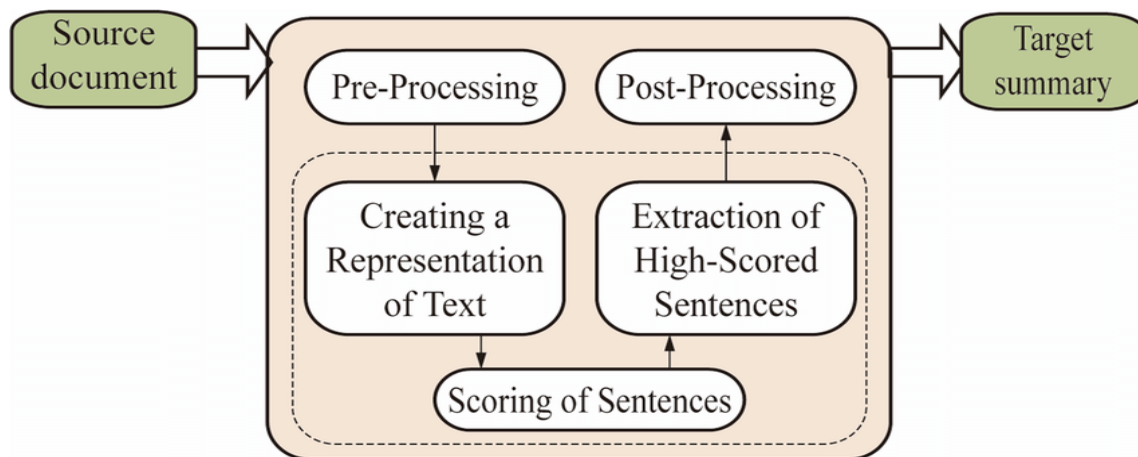 Source
document
Pre-Processing
Post-Processing
Target
summary
Creating a
Representation
of Text
Extraction of
High-Scored
Sentences
Scoring of Sentences